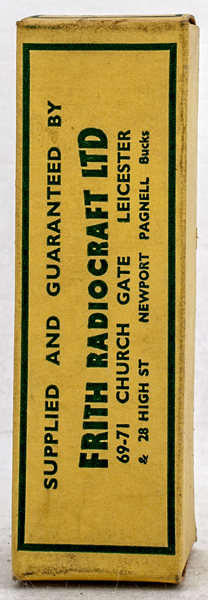 SUPPLIED AND GUARANTEED BY
FRITH RADIOCRAFT LTD
69-71 CHURCH GATE LEICESTER
& 28 HIGH ST NEWPORT PAGNELL Bucks